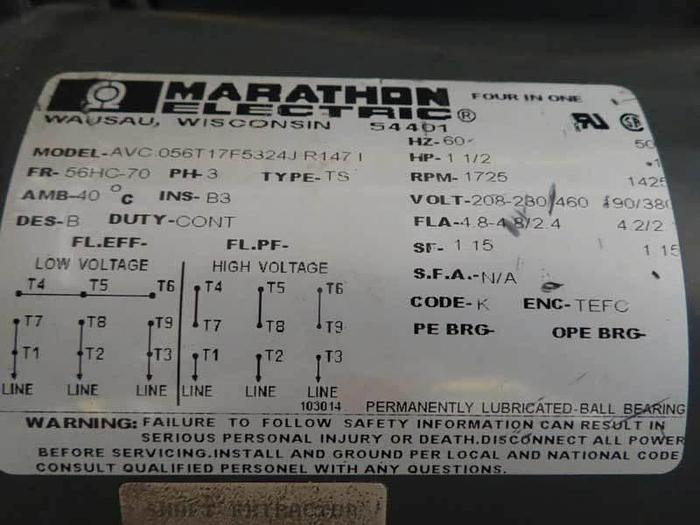 MARATHON FOUR IN ONE
ELECTRIC®
WAUSAU, WISCONSIN 54401
HZ-60 50
MODEL-AVC 056T17F5324J R147 I
HP-1 1/2
FR-56HC-70 PH-3 TYPE-TS
RPM-1725 1425
AMB-40 °C INS-B3
VOLT-208-230/460 190/380
DES-B DUTY-CONT
FLA-4.8-4.8/2.4 4.2/2
FL.EFF- FL.PF-
SF-1 15 1 15
LOW VOLTAGE HIGH VOLTAGE
S.F.A.-N/A
T4 T5 T6 T4 T5 T6
CODE-K ENC-TEFC
T7 T8 T9 T7 T8 T9
PE BRG- OPE BRG-
T1 T2 T3 T1 T2 T3
LINE LINE LINE LINE LINE LINE
103014 PERMANENTLY LUBRICATED-BALL BEARING
WARNING: FAILURE TO FOLLOW SAFETY INFORMATION CAN RESULT IN
SERIOUS PERSONAL INJURY OR DEATH.DISCONNECT ALL POWER
BEFORE SERVICING.INSTALL AND GROUND PER LOCAL AND NATIONAL CODE
CONSULT QUALIFIED PERSONEL WITH ANY QUESTIONS.
SHAFT EXTRACTOR